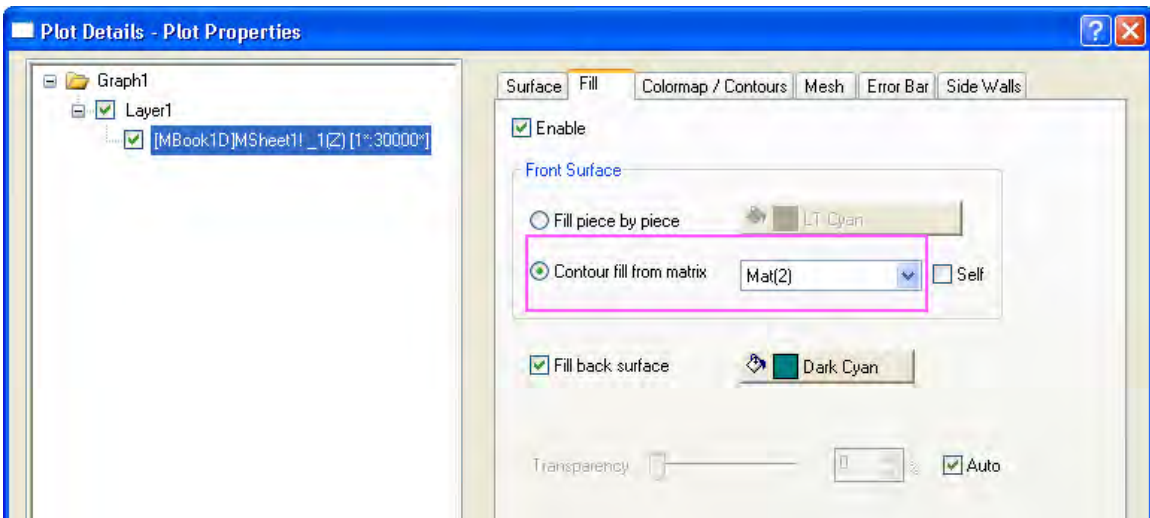 Plot Details - Plot Properties
Graph1
Layer1
[MBook1D]MSheet1! _1(Z) [1*:30000*]
Surface Fill Colormap / Contours Mesh Error Bar Side Walls
Enable
Front Surface
Fill piece by piece LT Cyan
Contour fill from matrix Mat(2) Self
Fill back surface Dark Cyan
Transparency 0 % Auto